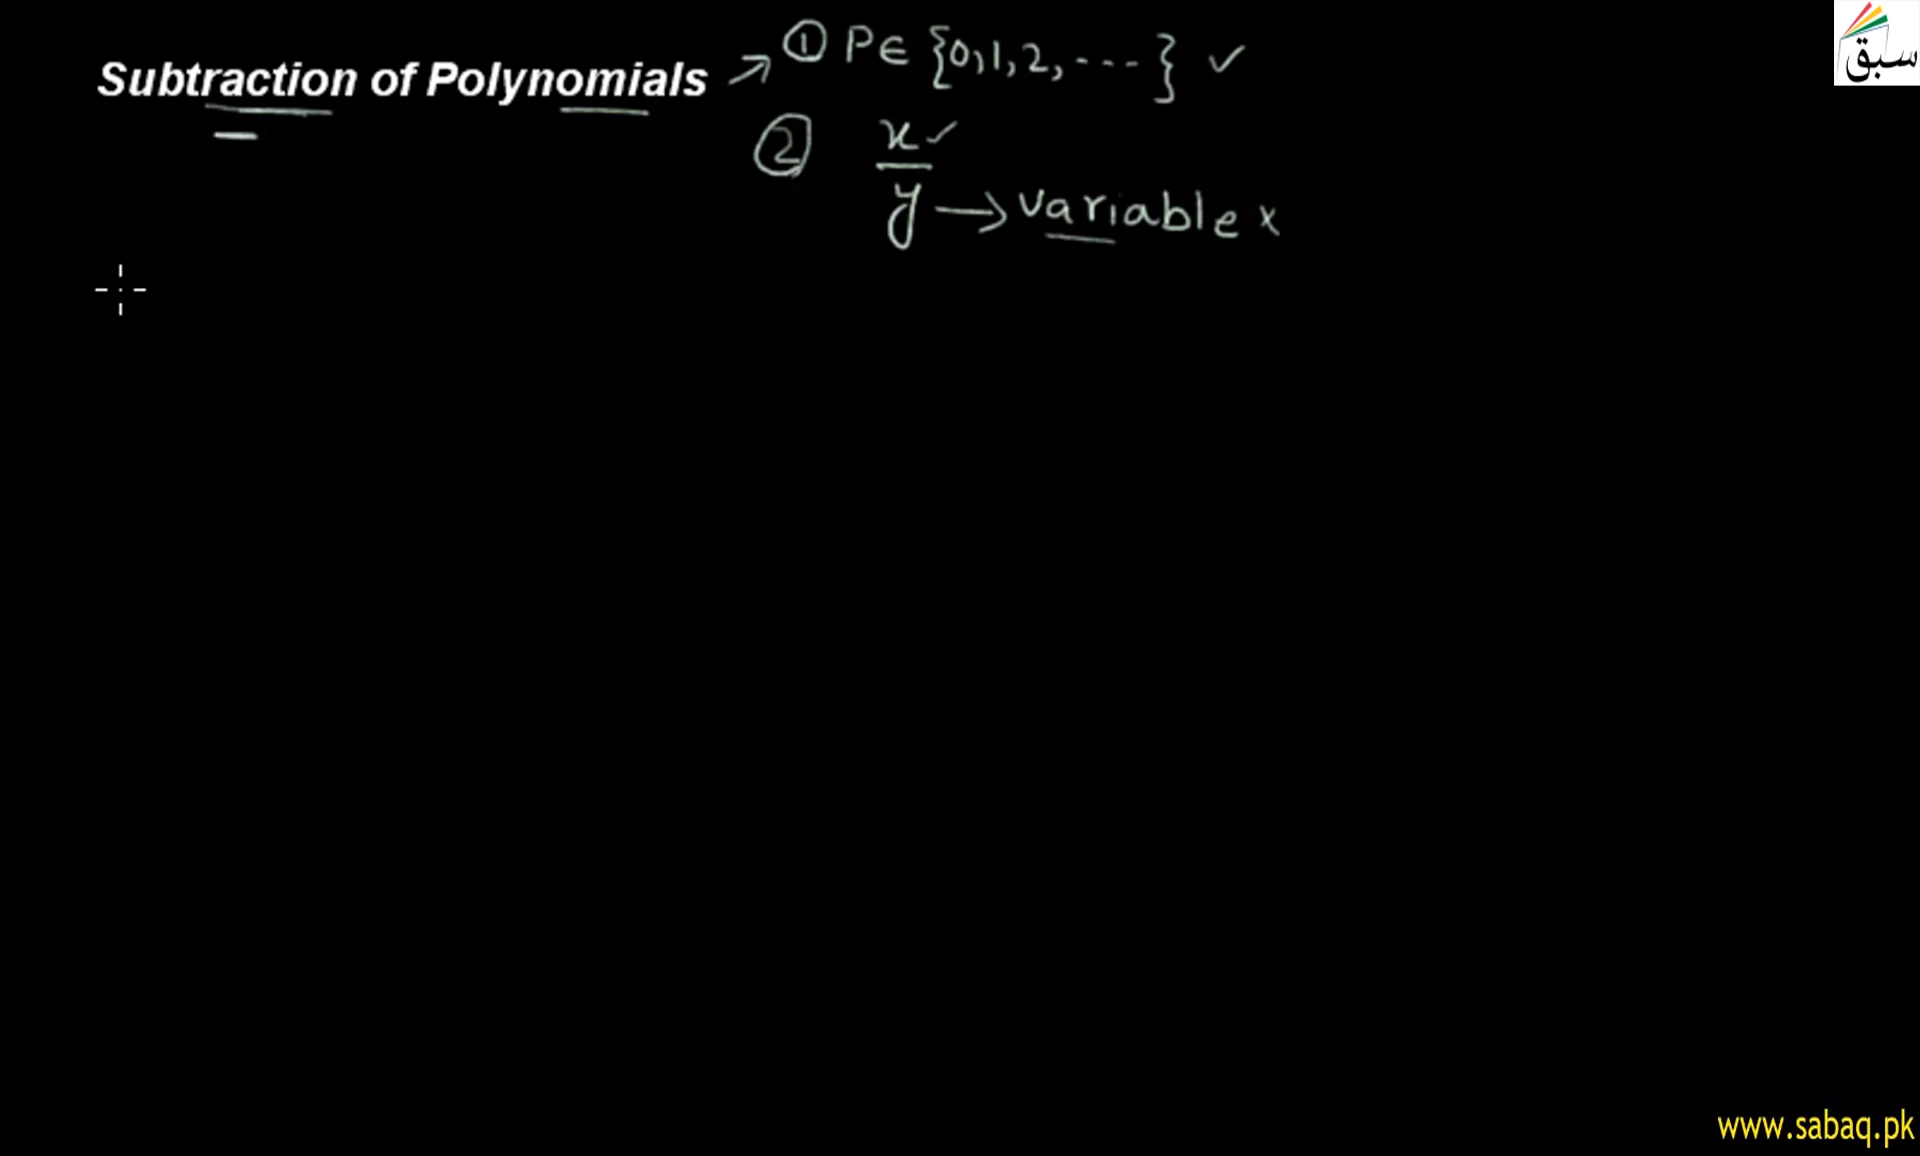 Subtraction of Polynomials → ① P ∈ {0, 1, 2, ---} ✓
② x ✓
y → variable ×
سبق
www.sabaq.pk